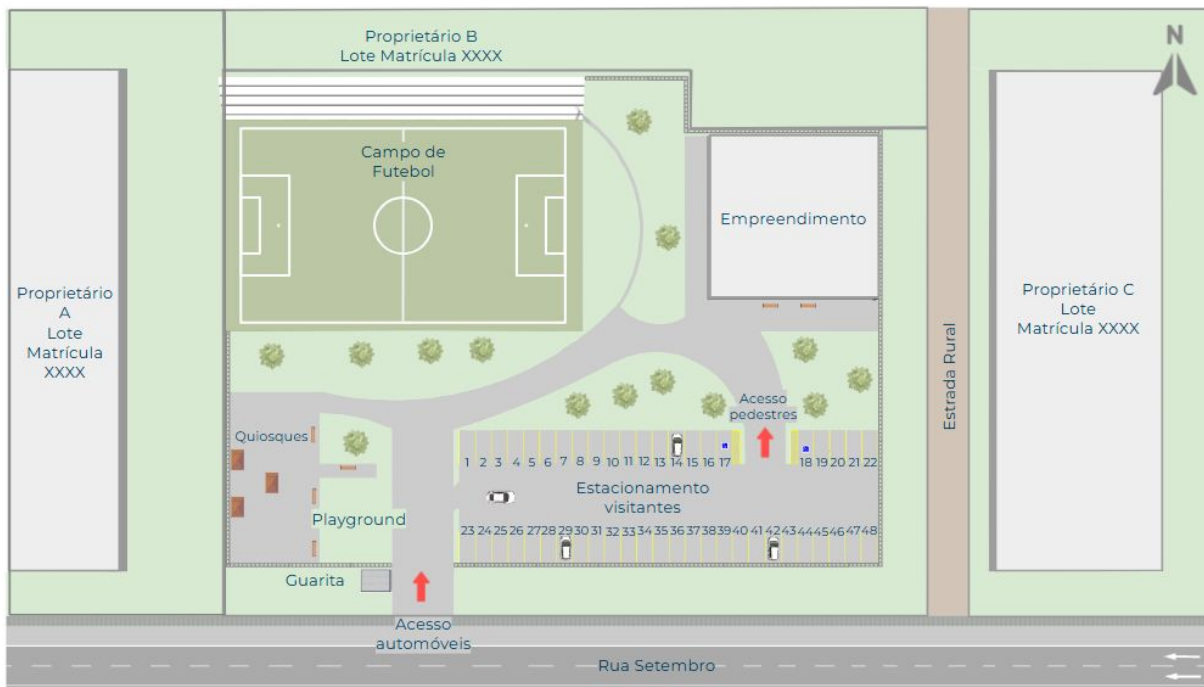 Proprietário B
Lote Matrícula XXXX
N
Campo de
Futebol
Empreendimento
Proprietário
A
Lote
Matrícula
XXXX
Proprietário C
Lote
Matrícula XXXX
Estrada Rural
Acesso
pedestres
Quiosques
1 2 3 4 5 6 7 8 9 10 11 12 13 14 15 16 17 18 19 20 21 22
Estacionamento
visitantes
Playground
23 24 25 26 27 28 29 30 31 32 33 34 35 36 37 38 39 40 41 42 43 44 45 46 47 48
Guarita
Acesso
automóveis
Rua Setembro